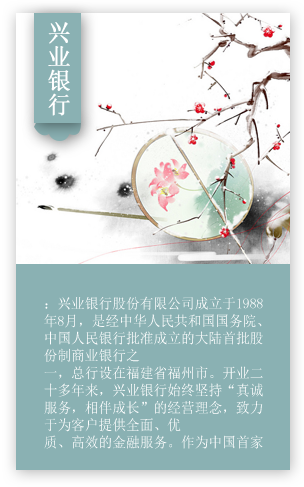 兴业银行
：兴业银行股份有限公司成立于1988
年8月，是经中华人民共和国国务院、
中国人民银行批准成立的大陆首批股
份制商业银行之
一，总行设在福建省福州市。开业二
十多年来，兴业银行始终坚持“真诚
服务，相伴成长”的经营理念，致力
于为客户提供全面、优
质、高效的金融服务。作为中国首家